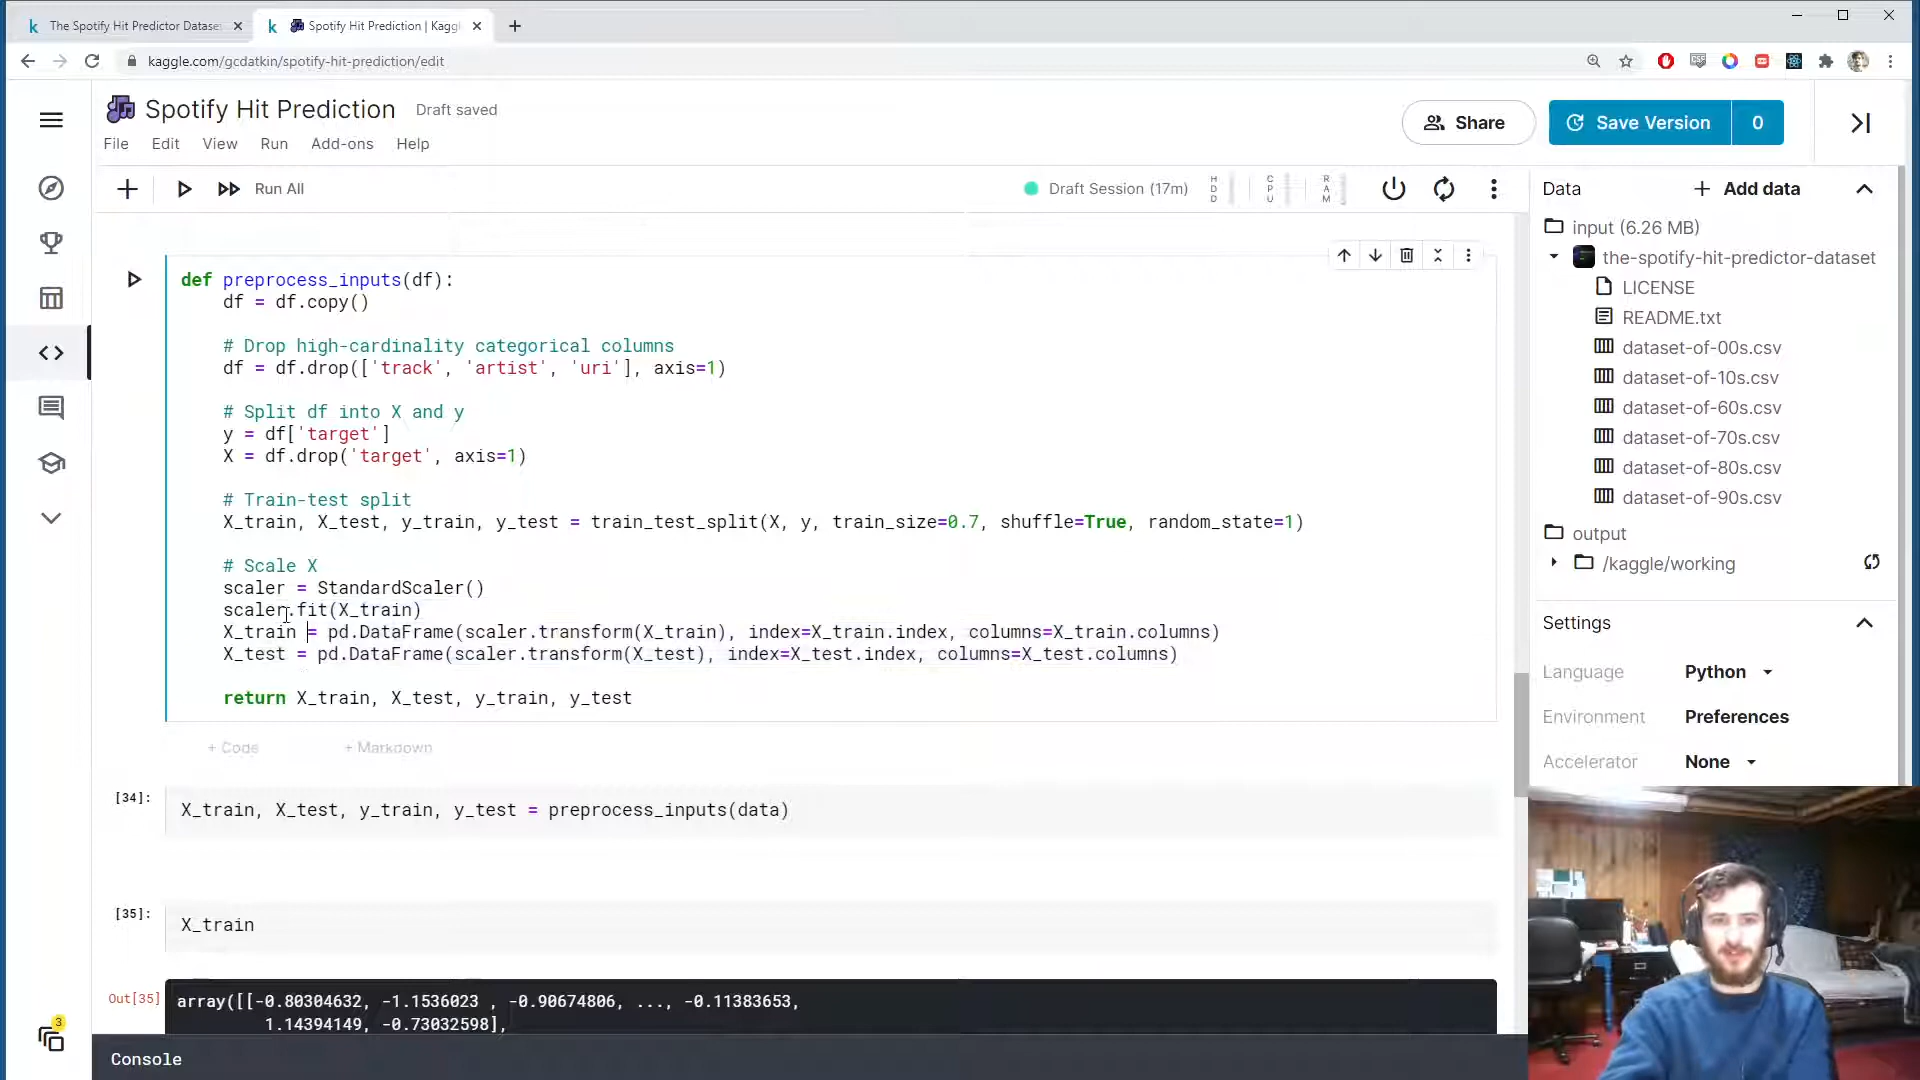 The Spotify Hit Predictor Datase
Spotify Hit Prediction | Kaggl
kaggle.com/gcdatkin/spotify-hit-prediction/edit
Spotify Hit Prediction
Draft saved
File Edit View Run Add-ons Help
Share
Save Version
0
Run All
Draft Session (17m)
HDD
CPU
RAM
def preprocess_inputs(df):
df = df.copy()
# Drop high-cardinality categorical columns
df = df.drop(['track', 'artist', 'uri'], axis=1)
# Split df into X and y
y = df['target']
X = df.drop('target', axis=1)
# Train-test split
X_train, X_test, y_train, y_test = train_test_split(X, y, train_size=0.7, shuffle=True, random_state=1)
# Scale X
scaler = StandardScaler()
scaler.fit(X_train)
X_train = pd.DataFrame(scaler.transform(X_train), index=X_train.index, columns=X_train.columns)
X_test = pd.DataFrame(scaler.transform(X_test), index=X_test.index, columns=X_test.columns)
return X_train, X_test, y_train, y_test
+ Code
+ Markdown
[34]:
X_train, X_test, y_train, y_test = preprocess_inputs(data)
[35]:
X_train
Out[35]
array([[-0.80304632, -1.1536023 , -0.90674806, ..., -0.11383653,
1.14394149, -0.73032598],
Console
3
Data
+ Add data
input (6.26 MB)
the-spotify-hit-predictor-dataset
LICENSE
README.txt
dataset-of-00s.csv
dataset-of-10s.csv
dataset-of-60s.csv
dataset-of-70s.csv
dataset-of-80s.csv
dataset-of-90s.csv
output
/kaggle/working
Settings
Language Python
Environment Preferences
Accelerator None